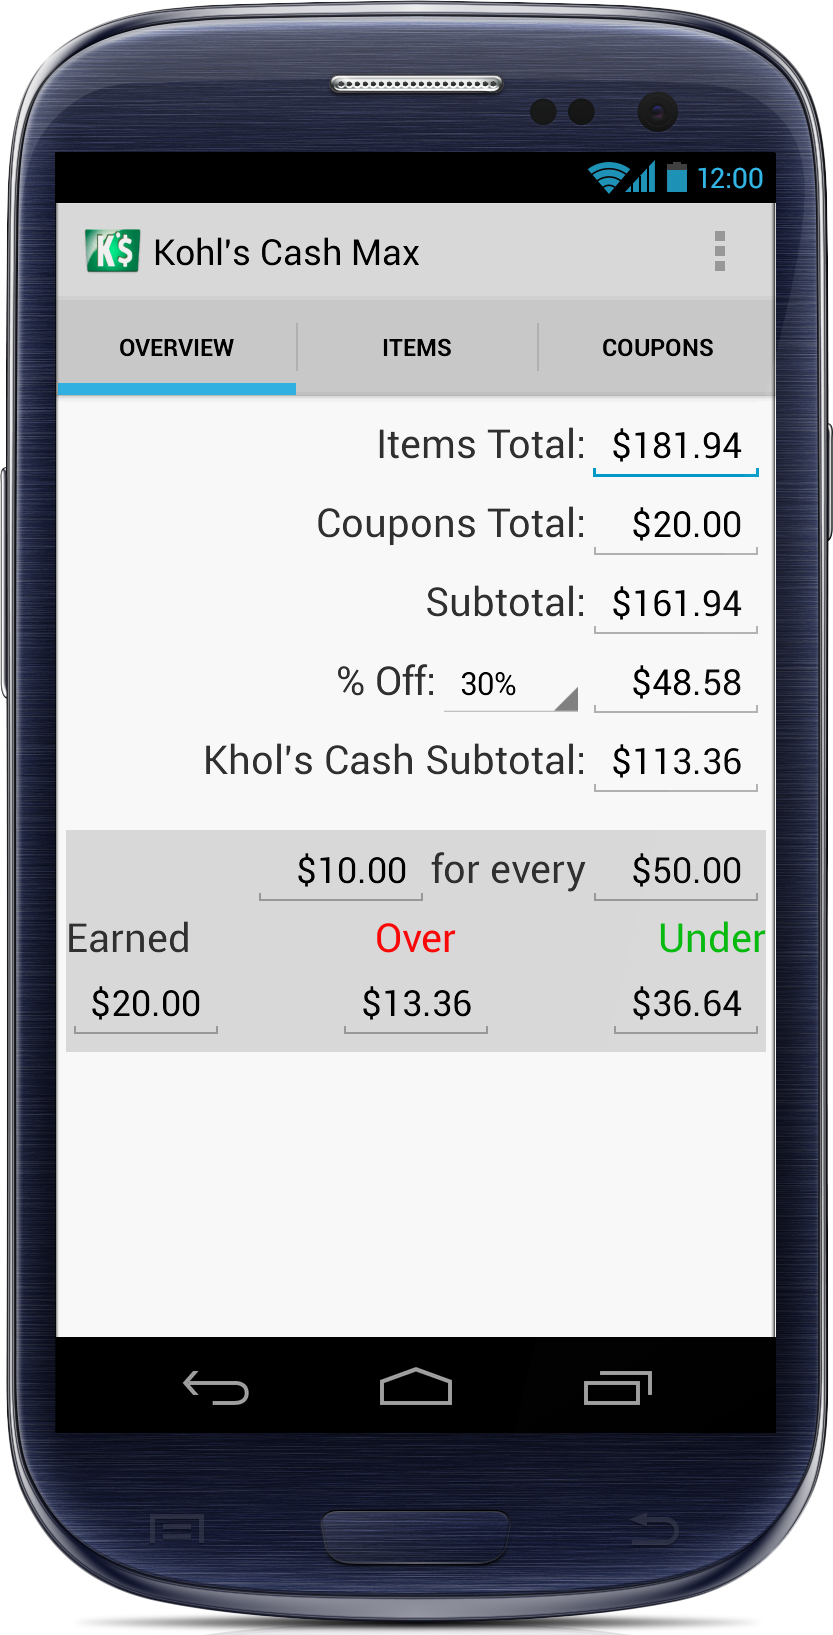 12:00
K$ Kohl's Cash Max
OVERVIEW ITEMS COUPONS
Items Total: $181.94
Coupons Total: $20.00
Subtotal: $161.94
% Off: 30% $48.58
Khol's Cash Subtotal: $113.36
$10.00 for every $50.00
Earned Over Under
$20.00 $13.36 $36.64